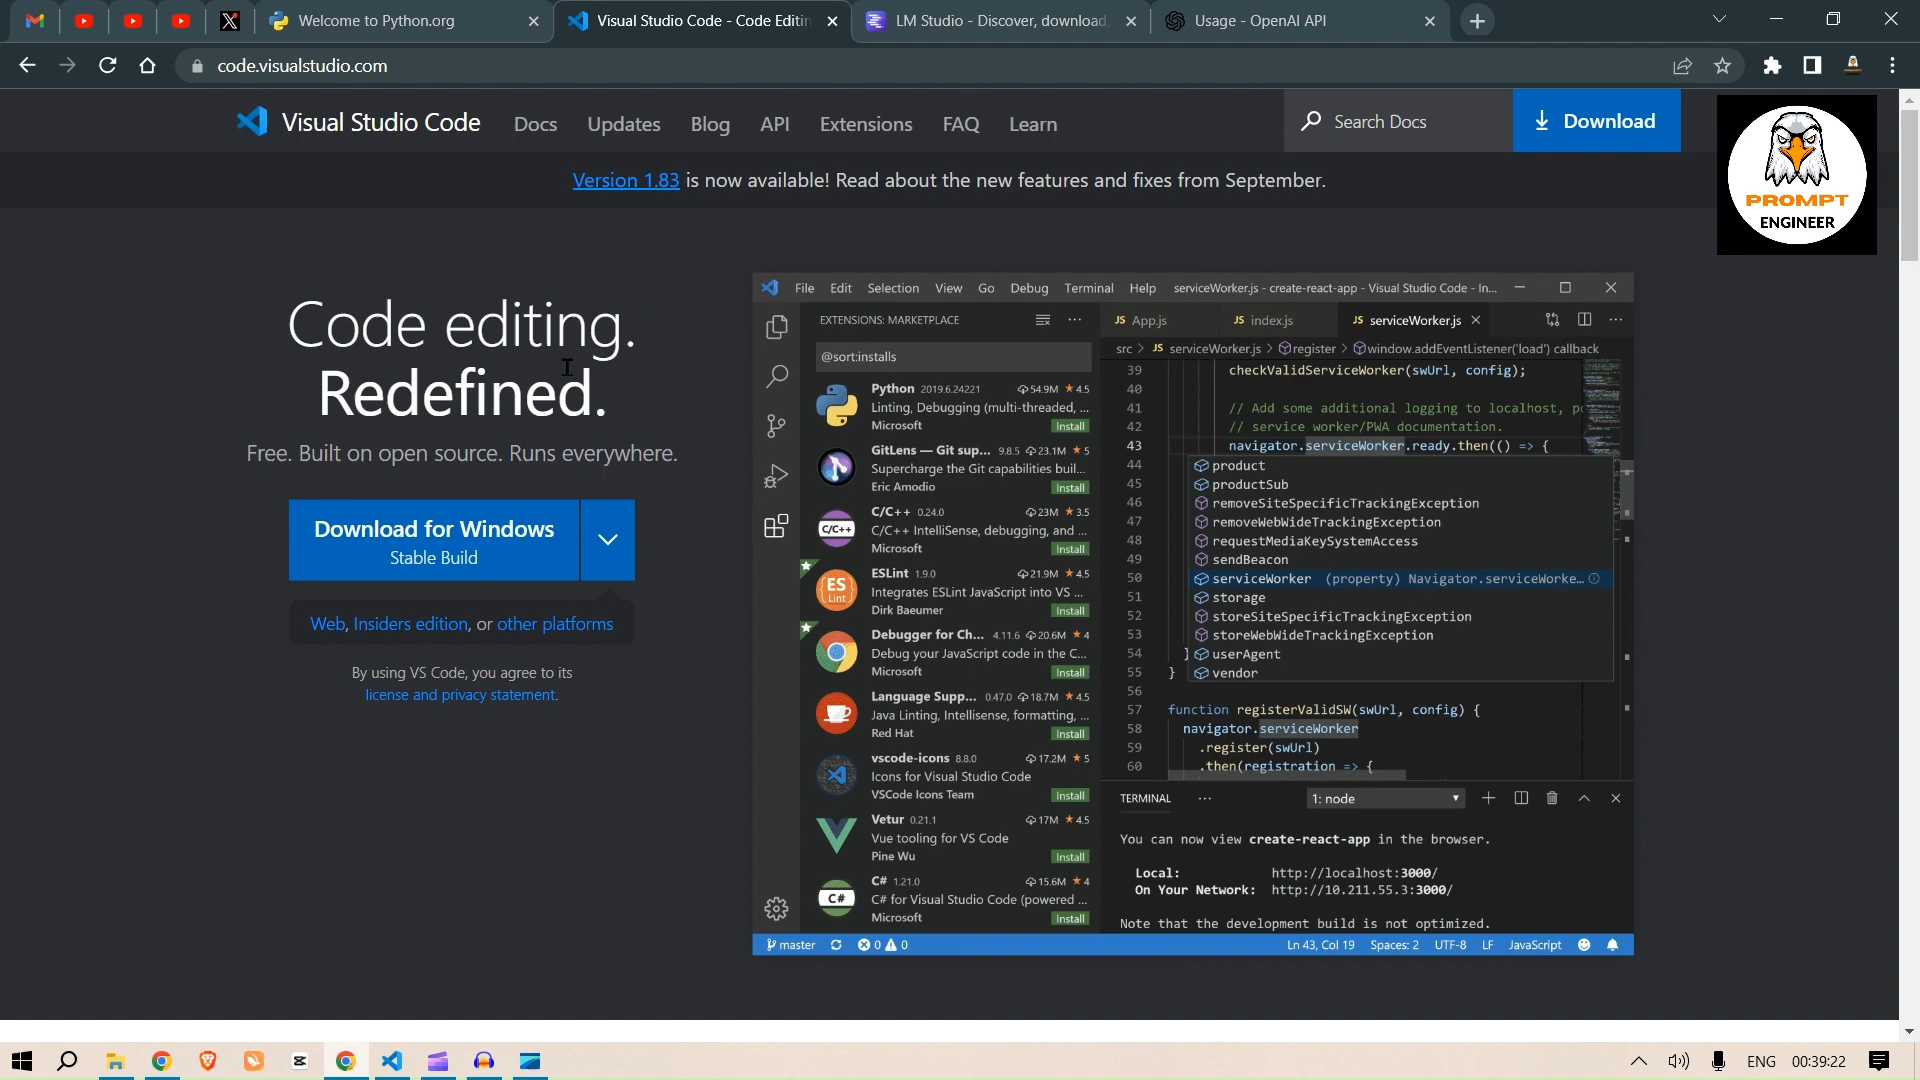 Welcome to Python.org
Visual Studio Code - Code Editin
LM Studio - Discover, download,
Usage - OpenAI API
code.visualstudio.com
Visual Studio Code
Docs
Updates
Blog
API
Extensions
FAQ
Learn
Search Docs
Download
PROMPT
ENGINEER
Version 1.83 is now available! Read about the new features and fixes from September.
Code editing.
Redefined.
Free. Built on open source. Runs everywhere.
Download for Windows
Stable Build
Web, Insiders edition, or other platforms
By using VS Code, you agree to its
license and privacy statement.
File Edit Selection View Go Debug Terminal Help serviceWorker.js - create-react-app - Visual Studio Code - In...
EXTENSIONS: MARKETPLACE
@sort:installs
Python 2019.6.24221 54.9M ★4.5
Linting, Debugging (multi-threaded, ...
Microsoft Install
GitLens — Git sup... 9.8.5 23.1M ★5
Supercharge the Git capabilities buil...
Eric Amodio Install
C/C++
C/C++ 0.24.0 23M ★3.5
C/C++ IntelliSense, debugging, and ...
Microsoft Install
ES
Lint
ESLint 1.9.0 21.9M ★4.5
Integrates ESLint JavaScript into VS ...
Dirk Baeumer Install
Debugger for Ch... 4.11.6 20.6M ★4
Debug your JavaScript code in the C...
Microsoft Install
Language Supp... 0.47.0 18.7M ★4.5
Java Linting, Intellisense, formatting, ...
Red Hat Install
vscode-icons 8.8.0 17.2M ★5
Icons for Visual Studio Code
VSCode Icons Team Install
Vetur 0.21.1 17M ★4.5
Vue tooling for VS Code
Pine Wu Install
C#
C# 1.21.0 15.6M ★4
C# for Visual Studio Code (powered ...
Microsoft Install
JS App.js
JS index.js
JS serviceWorker.js
src > JS serviceWorker.js > register > window.addEventListener('load') callback
39 checkValidServiceWorker(swUrl, config);
40
41 // Add some additional logging to localhost, p
42 // service worker/PWA documentation.
43 navigator.serviceWorker.ready.then(() => {
44 product
45 productSub
46 removeSiteSpecificTrackingException
47 removeWebWideTrackingException
48 requestMediaKeySystemAccess
49 sendBeacon
50 serviceWorker (property) Navigator.serviceWorke...
51 storage
52 storeSiteSpecificTrackingException
53 storeWebWideTrackingException
54 } userAgent
55 } vendor
56
57 function registerValidSW(swUrl, config) {
58 navigator.serviceWorker
59 .register(swUrl)
60 .then(registration => {
TERMINAL ... 1: node
You can now view create-react-app in the browser.
Local: http://localhost:3000/
On Your Network: http://10.211.55.3:3000/
Note that the development build is not optimized.
master 0 0 Ln 43, Col 19 Spaces: 2 UTF-8 LF JavaScript
ENG 00:39:22